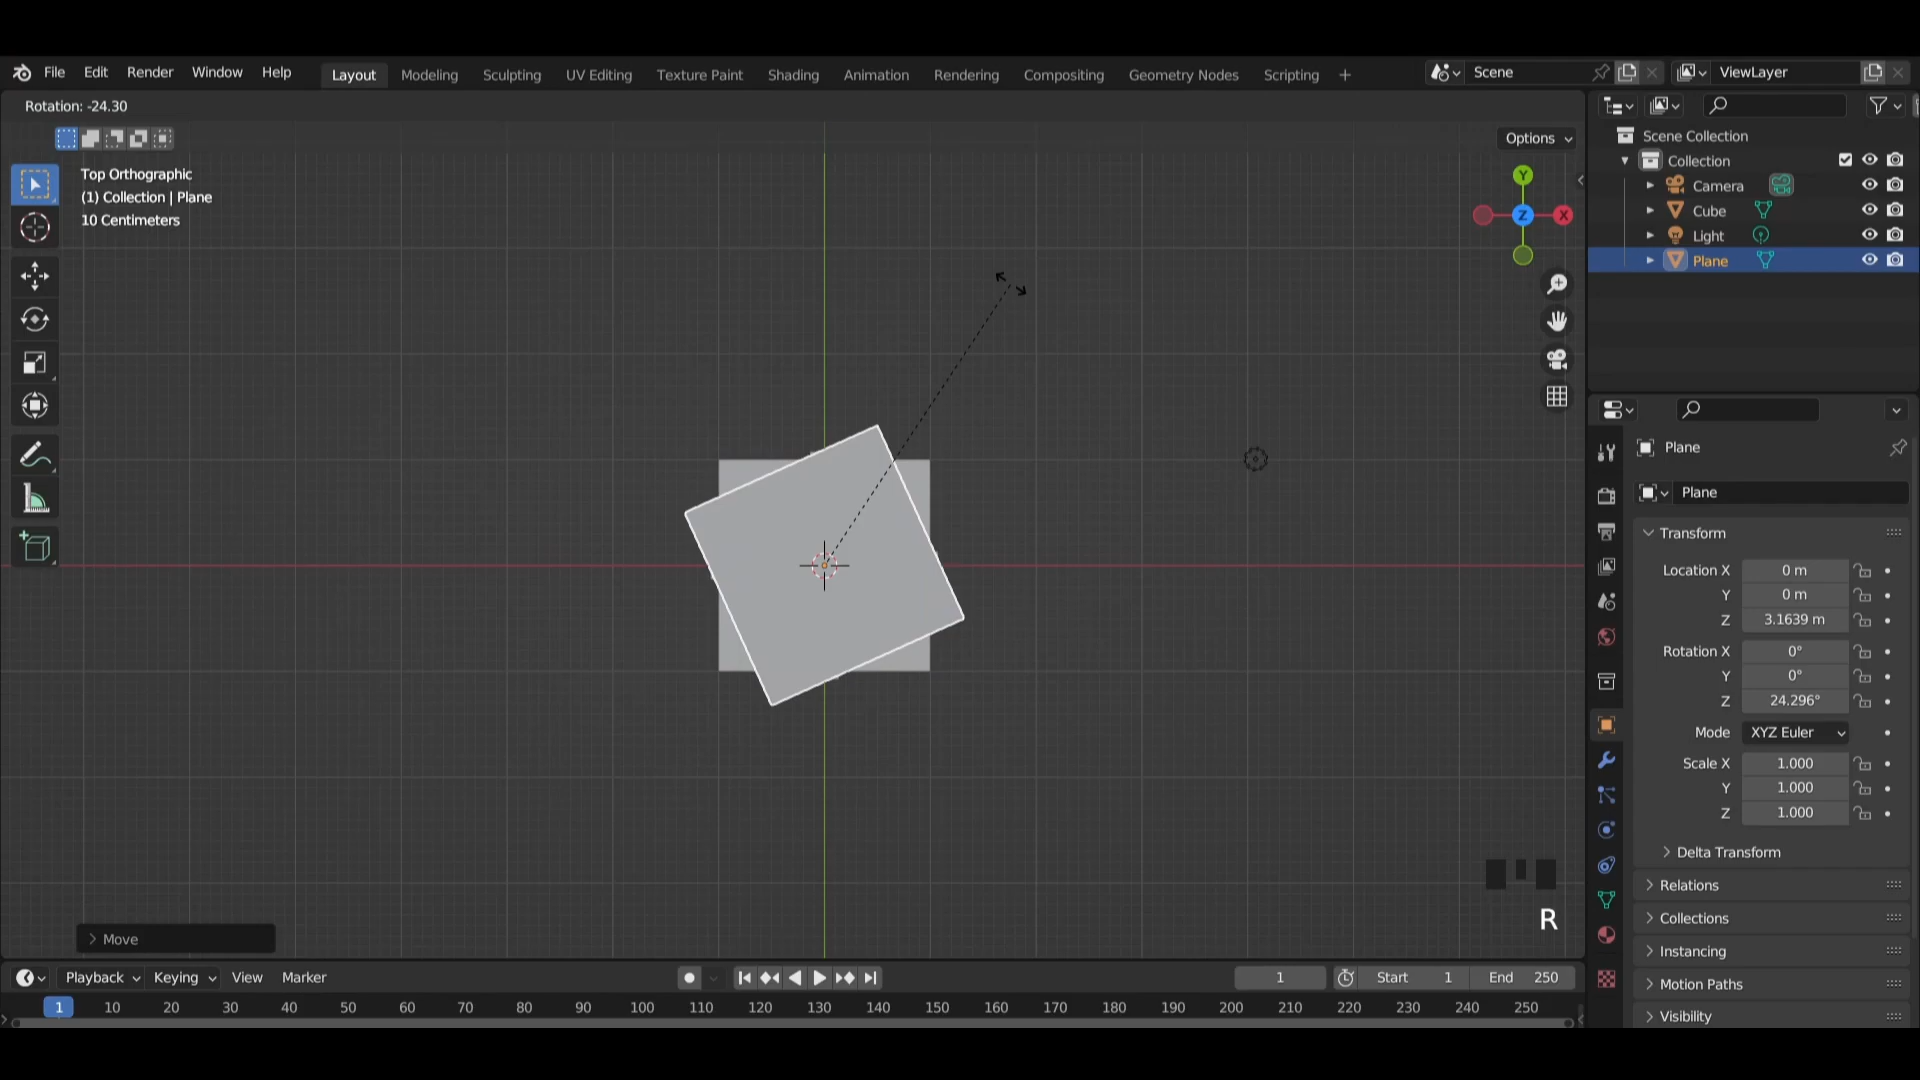 File Edit Render Window Help Layout Modeling Sculpting UV Editing Texture Paint Shading Animation Rendering Compositing Geometry Nodes Scripting + Scene ViewLayer
Rotation: -24.30
Options
Top Orthographic
(1) Collection | Plane
10 Centimeters
Y
Z X
Scene Collection
Collection
Camera
Cube
Light
Plane
Plane
Plane
Transform
Location X 0 m
Y 0 m
Z 3.1639 m
Rotation X 0°
Y 0°
Z 24.296°
Mode XYZ Euler
Scale X 1.000
Y 1.000
Z 1.000
Delta Transform
Relations
Collections
Instancing
Motion Paths
Visibility
R
Move
Playback Keying View Marker 1 Start 1 End 250
1 10 20 30 40 50 60 70 80 90 100 110 120 130 140 150 160 170 180 190 200 210 220 230 240 250